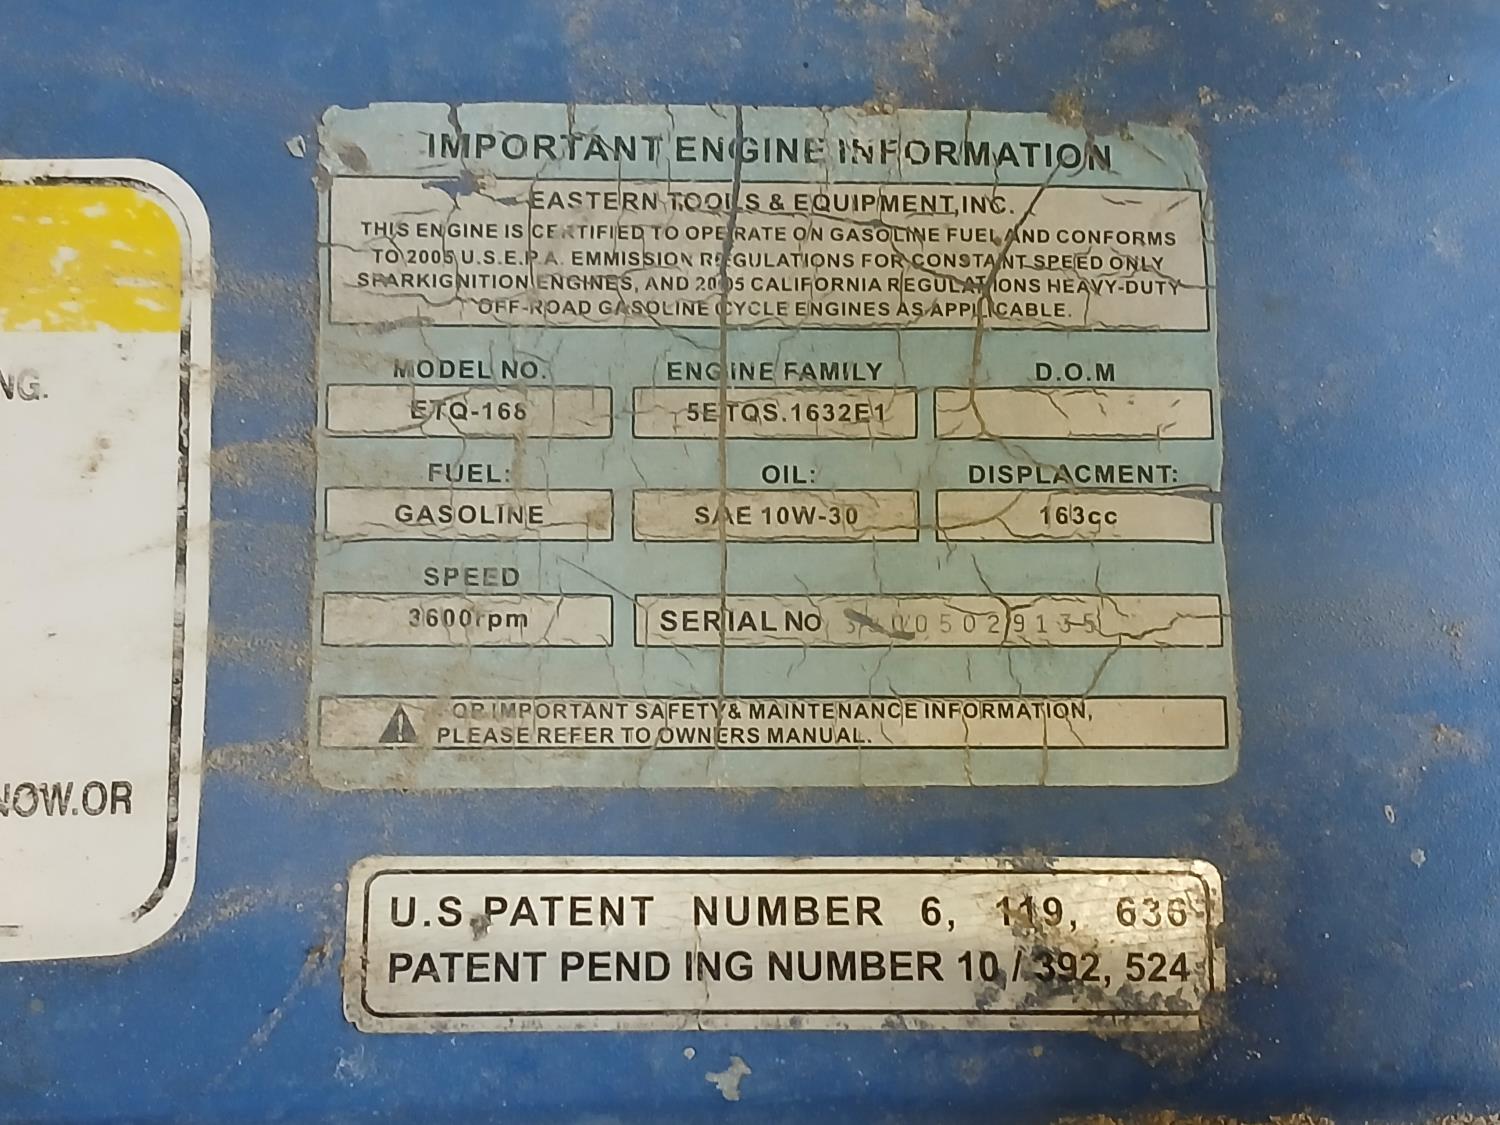 NG.
NOW.OR
IMPORTANT ENGINE INFORMATION
EASTERN TOOLS & EQUIPMENT,INC.
THIS ENGINE IS CERTIFIED TO OPERATE ON GASOLINE FUEL AND CONFORMS
TO 2005 U.S.E.P.A. EMMISSION REGULATIONS FOR CONSTANT SPEED ONLY
SPARKIGNITION ENGINES, AND 2005 CALIFORNIA REGULATIONS HEAVY-DUTY
OFF-ROAD GASOLINE CYCLE ENGINES AS APPLICABLE.
MODEL NO. ENGINE FAMILY D.O.M
ETQ-168 5ETQS.1632E1
FUEL: OIL: DISPLACMENT:
GASOLINE SAE 10W-30 163cc
SPEED
3600rpm SERIAL NO
OR IMPORTANT SAFETY& MAINTENANCE INFORMATION,
PLEASE REFER TO OWNERS MANUAL.
U.S.PATENT NUMBER 6, 119, 636
PATENT PENDING NUMBER 10 / 392, 524